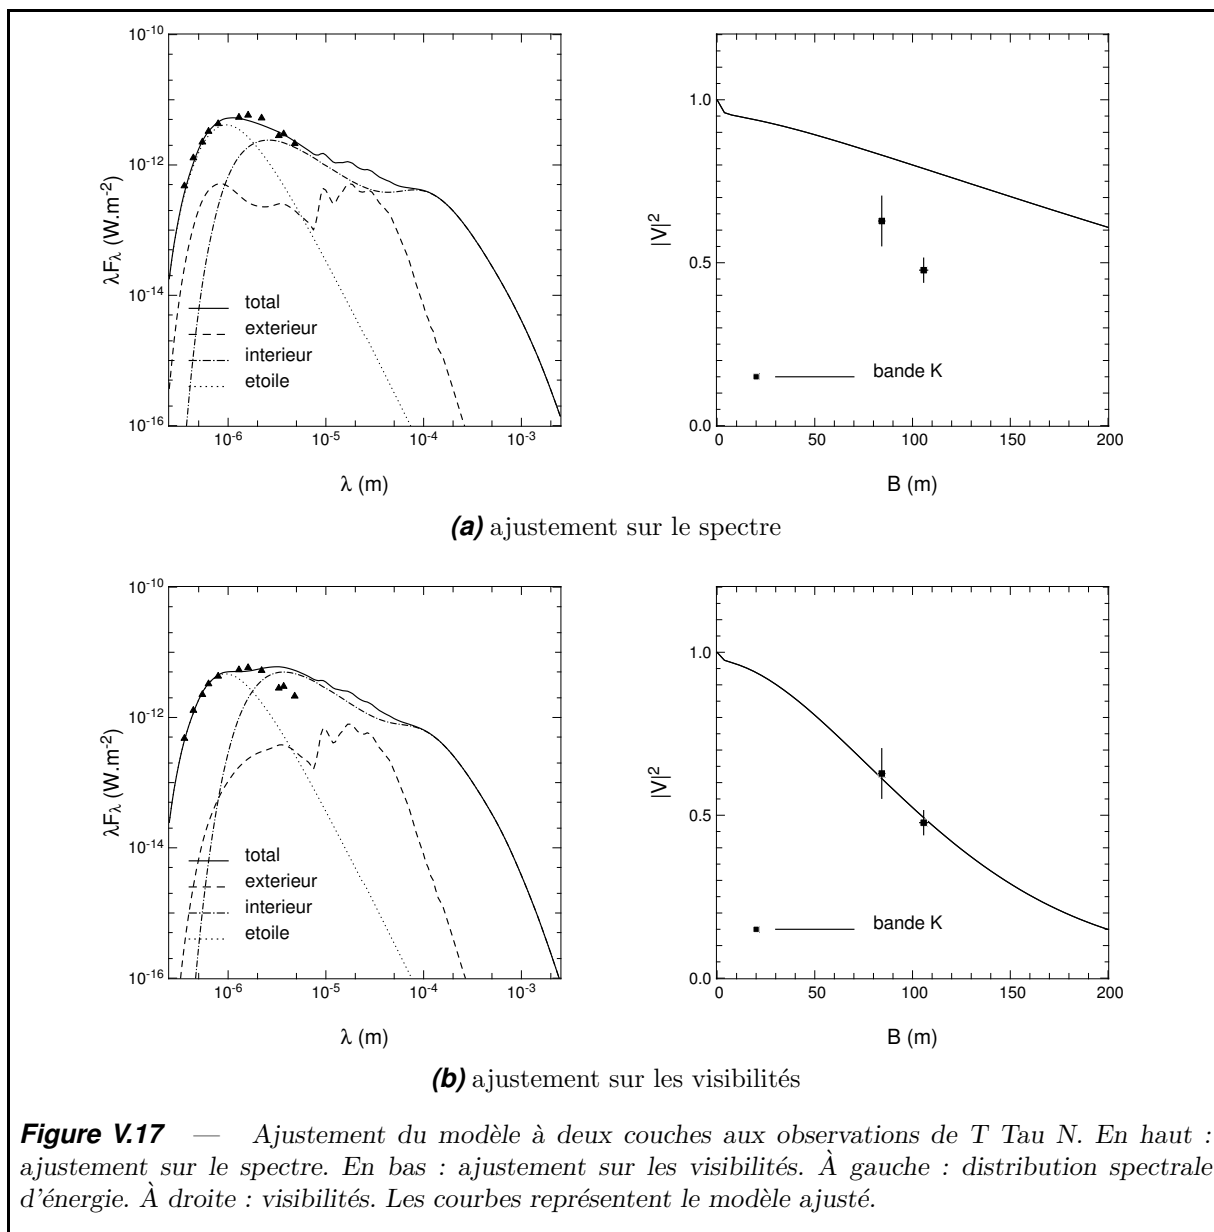 10-10
10-12
10-14
10-16
λFλ (W.m-2)
total
exterieur
interieur
etoile
10-6
10-5
10-4
10-3
λ (m)
1.0
0.5
0.0
|V|2
bande K
0
50
100
150
200
B (m)
(a) ajustement sur le spectre
10-10
10-12
10-14
10-16
λFλ (W.m-2)
total
exterieur
interieur
etoile
10-6
10-5
10-4
10-3
λ (m)
1.0
0.5
0.0
|V|2
bande K
0
50
100
150
200
B (m)
(b) ajustement sur les visibilités
Figure V.17 — Ajustement du modèle à deux couches aux observations de T Tau N. En haut :
ajustement sur le spectre. En bas : ajustement sur les visibilités. À gauche : distribution spectrale
d'énergie. À droite : visibilités. Les courbes représentent le modèle ajusté.